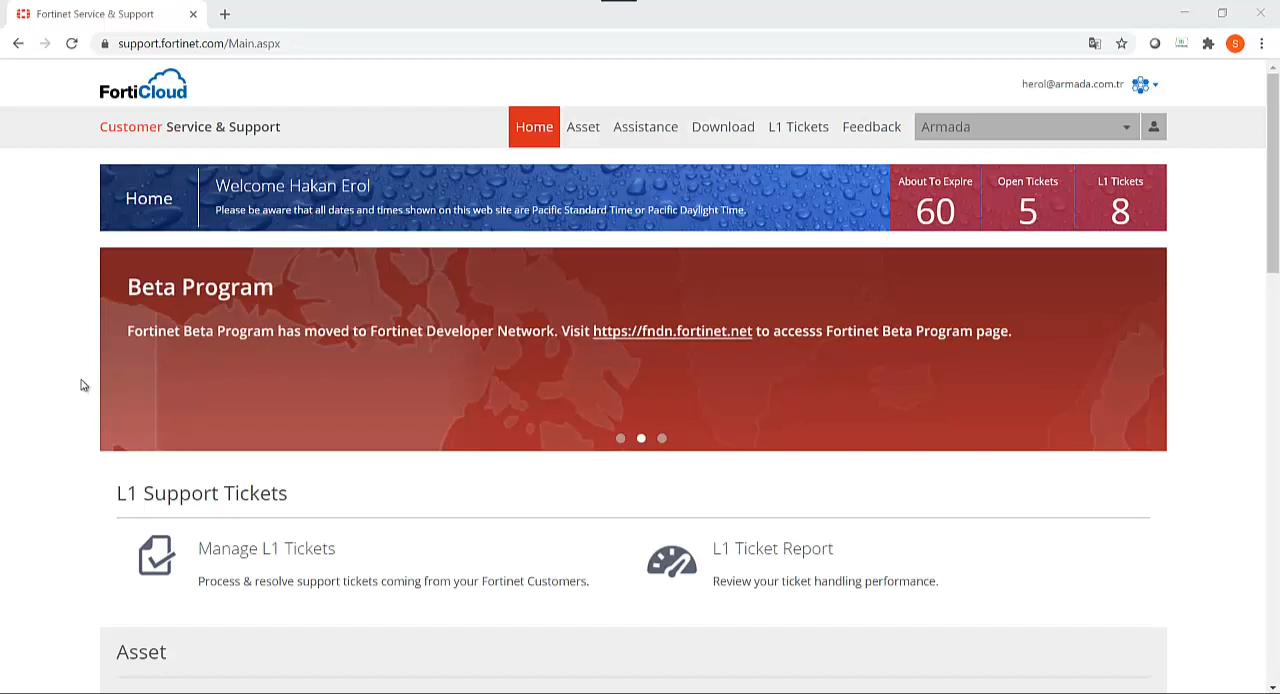 Fortinet Service & Support
support.fortinet.com/Main.aspx
S
FortiCloud
herol@armada.com.tr
Customer Service & Support
Home
Asset
Assistance
Download
L1 Tickets
Feedback
Armada
Home
Welcome Hakan Erol
Please be aware that all dates and times shown on this web site are Pacific Standard Time or Pacific Daylight Time.
About To Expire
60
Open Tickets
5
L1 Tickets
8
Beta Program
Fortinet Beta Program has moved to Fortinet Developer Network. Visit https://fndn.fortinet.net to accesss Fortinet Beta Program page.
L1 Support Tickets
Manage L1 Tickets
Process & resolve support tickets coming from your Fortinet Customers.
L1 Ticket Report
Review your ticket handling performance.
Asset